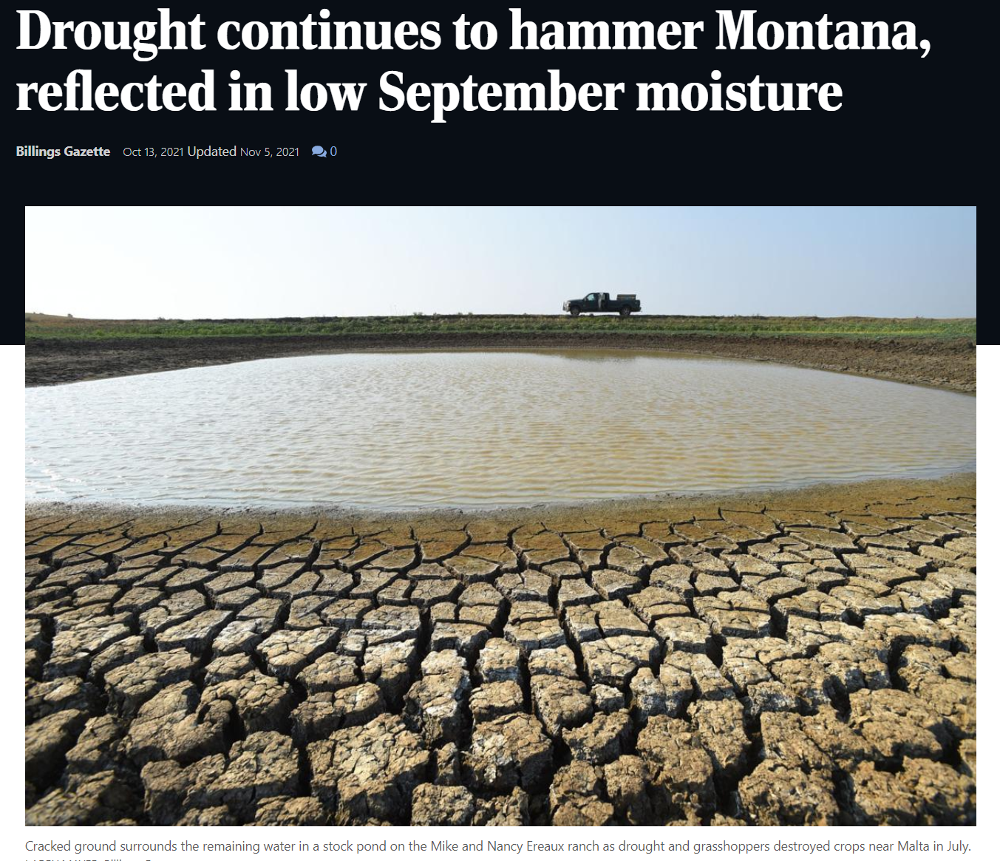 Drought continues to hammer Montana,
reflected in low September moisture
Billings Gazette Oct 13, 2021 Updated Nov 5, 2021 0
Cracked ground surrounds the remaining water in a stock pond on the Mike and Nancy Ereaux ranch as drought and grasshoppers destroyed crops near Malta in July.